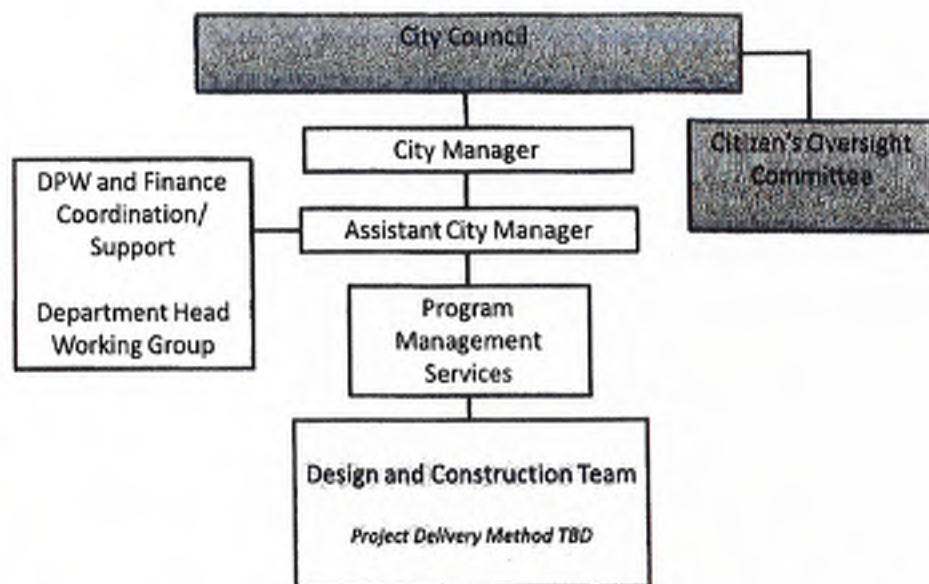 City Council
Citizen's Oversight
Committee
City Manager
DPW and Finance
Coordination/
Support
Department Head
Working Group
Assistant City Manager
Program
Management
Services
Design and Construction Team
Project Delivery Method TBD